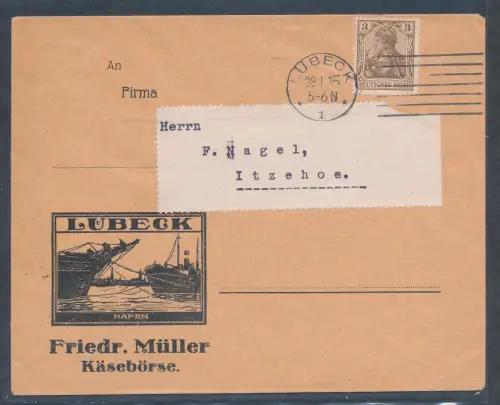 An
Firma
3 3
DEUTSCHES REICH
LÜBECK
28.1.15
5-6N
* 1 *
Herrn
F. Nagel,
Itzehoe.
LÜBECK
HAFEN
Friedr. Müller
Käsebörse.